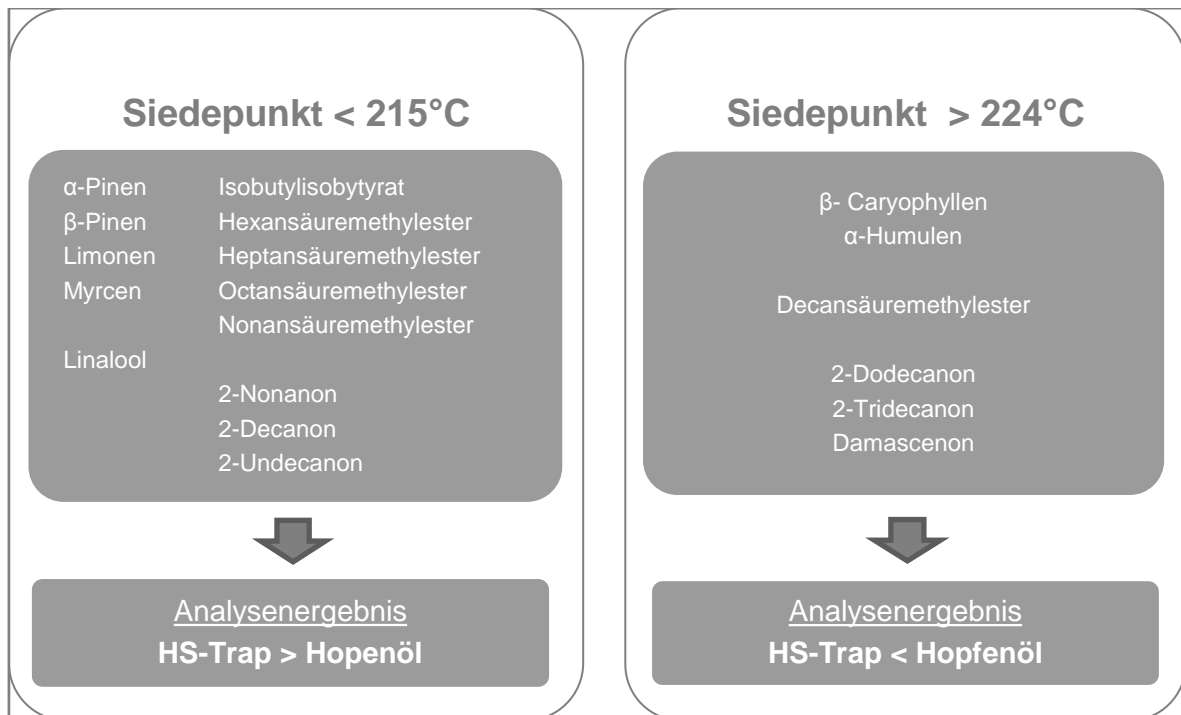 Siedepunkt < 215°C
α-Pinen Isobutylisobytyrat
β-Pinen Hexansäuremethylester
Limonen Heptansäuremethylester
Myrcen Octansäuremethylester
Nonansäuremethylester
Linalool
2-Nonanon
2-Decanon
2-Undecanon
Analysenergebnis
HS-Trap > Hopenöl
Siedepunkt > 224°C
β- Caryophyllen
α-Humulen
Decansäuremethylester
2-Dodecanon
2-Tridecanon
Damascenon
Analysenergebnis
HS-Trap < Hopfenöl